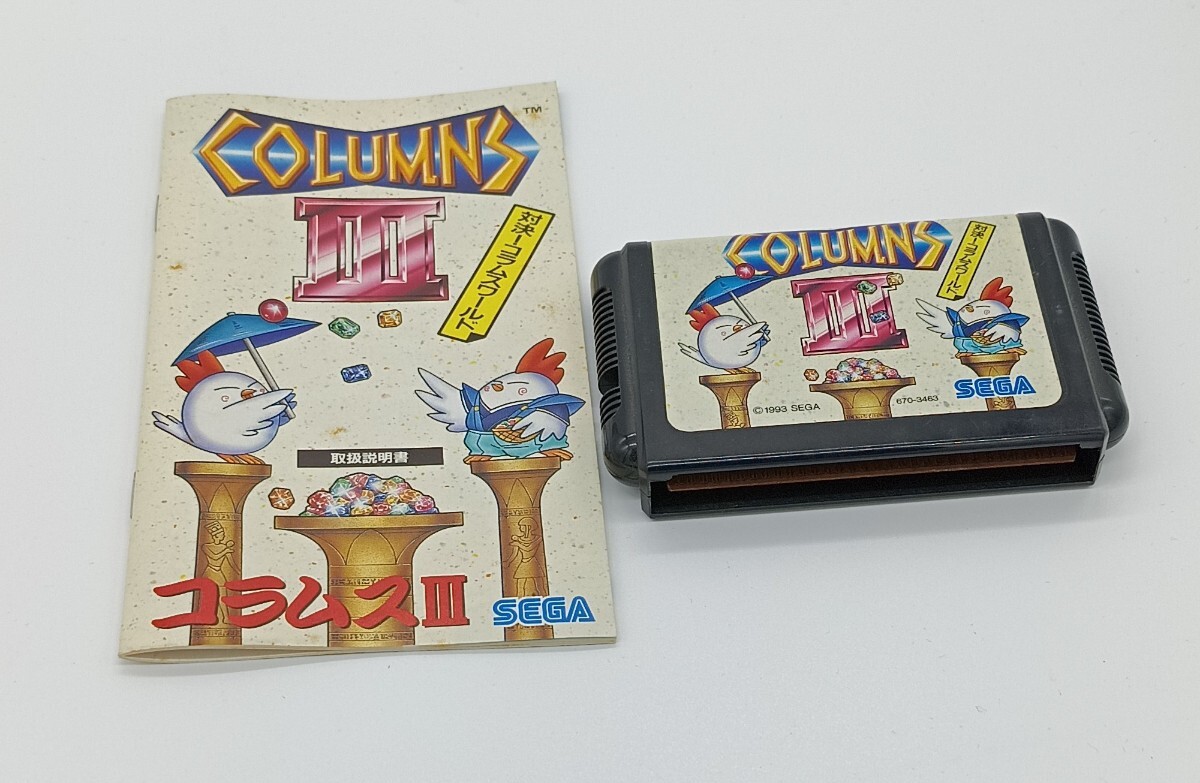 COLUMNS
TM
III
対決!コラムスワールド
取扱説明書
コラムスIII
SEGA
COLUMNS
III
対決!コラムスワールド
SEGA
©1993 SEGA
670-3463